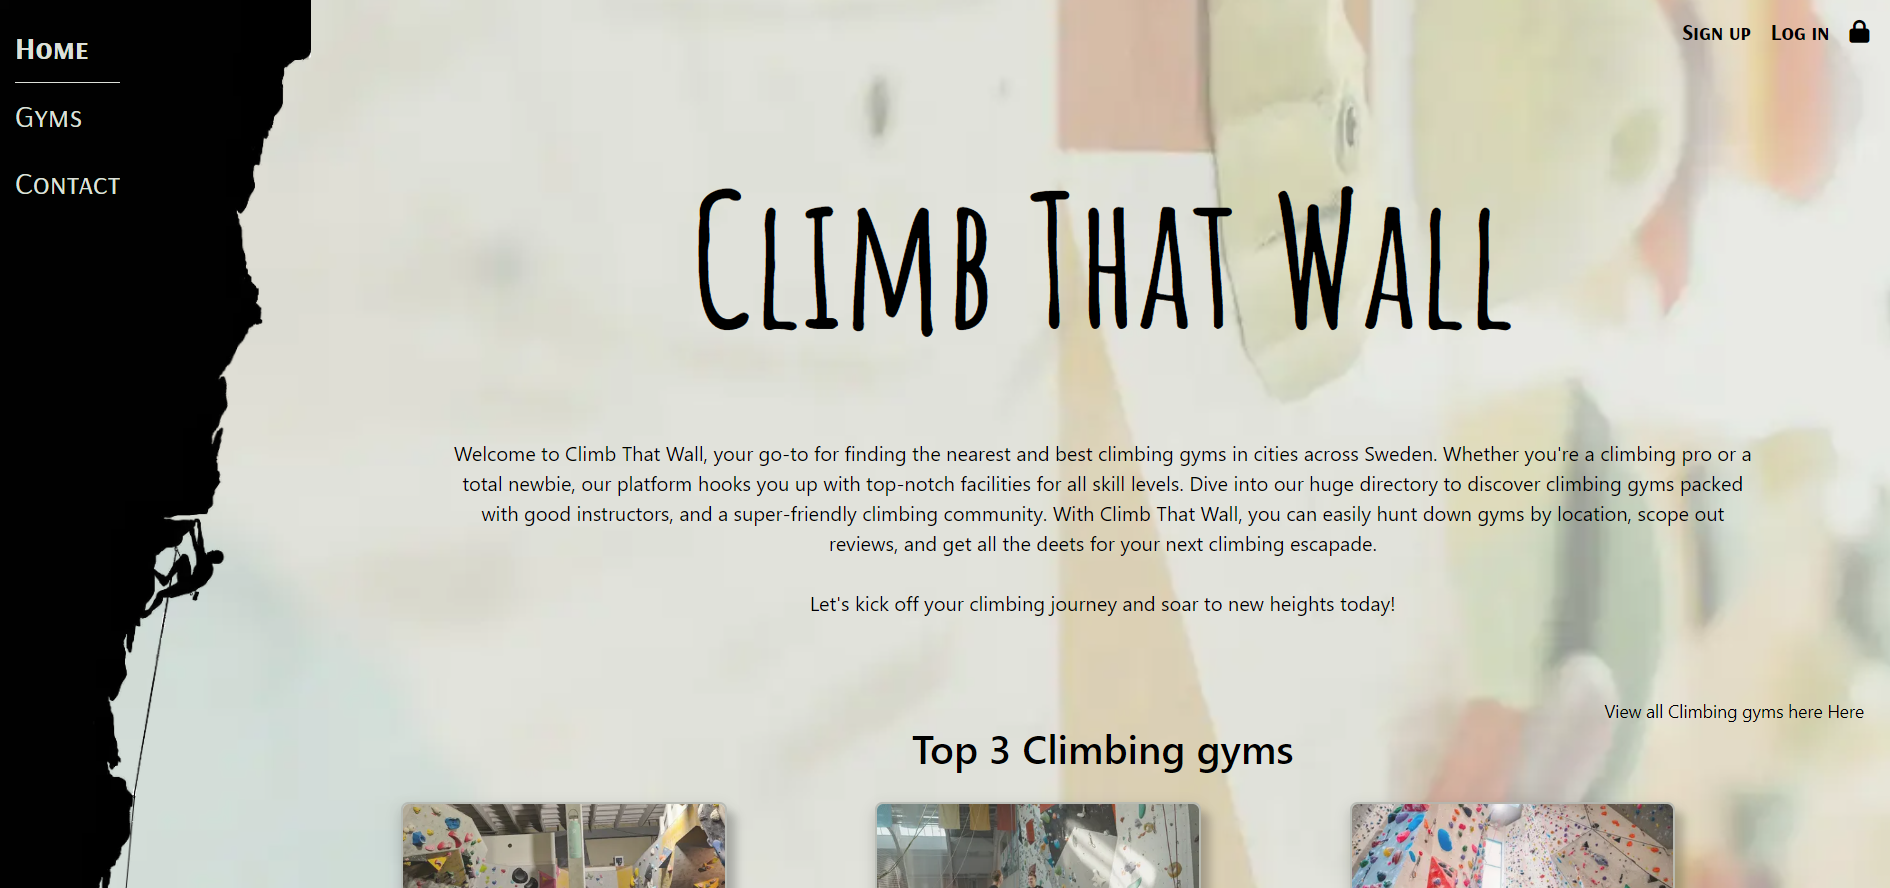 Home
Gyms
Contact
Sign up Log in
Climb That Wall
Welcome to Climb That Wall, your go-to for finding the nearest and best climbing gyms in cities across Sweden. Whether you're a climbing pro or a
total newbie, our platform hooks you up with top-notch facilities for all skill levels. Dive into our huge directory to discover climbing gyms packed
with good instructors, and a super-friendly climbing community. With Climb That Wall, you can easily hunt down gyms by location, scope out
reviews, and get all the deets for your next climbing escapade.
Let's kick off your climbing journey and soar to new heights today!
View all Climbing gyms here Here
Top 3 Climbing gyms